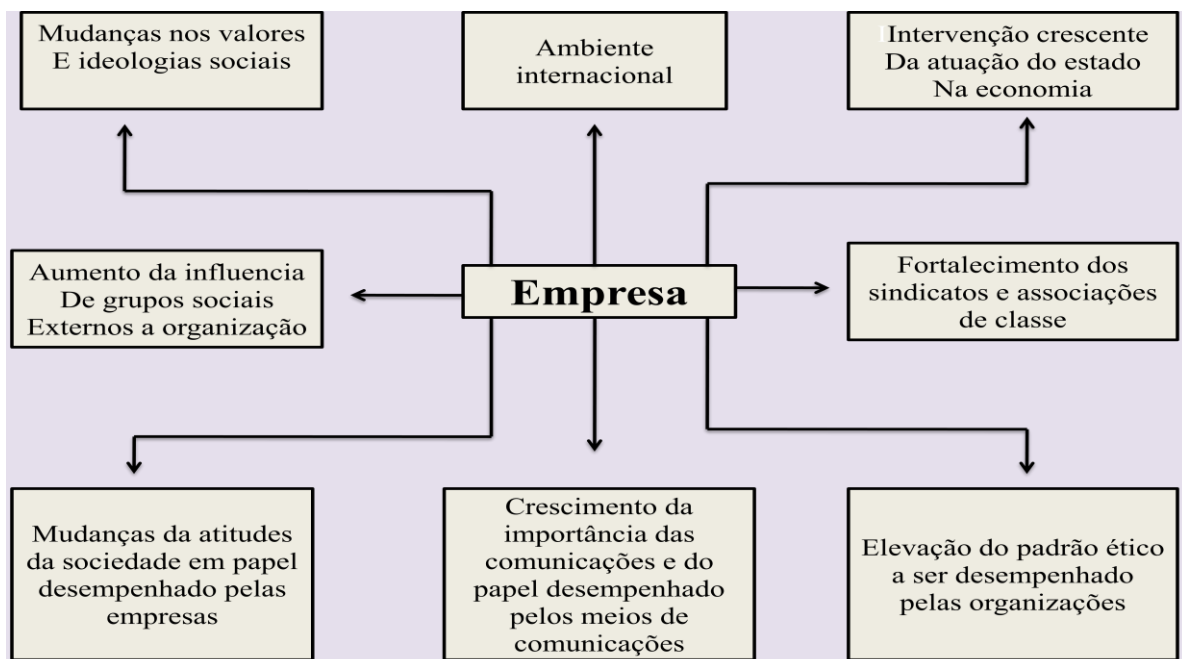 Mudanças nos valores
E ideologias sociais
Ambiente
internacional
Intervenção crescente
Da atuação do estado
Na economia
Aumento da influencia
De grupos sociais
Externos a organização
Empresa
Fortalecimento dos
sindicatos e associações
de classe
Mudanças da atitudes
da sociedade em papel
desempenhado pelas
empresas
Crescimento da
importância das
comunicações e do
papel desempenhado
pelos meios de
comunicações
Elevação do padrão ético
a ser desempenhado
pelas organizações